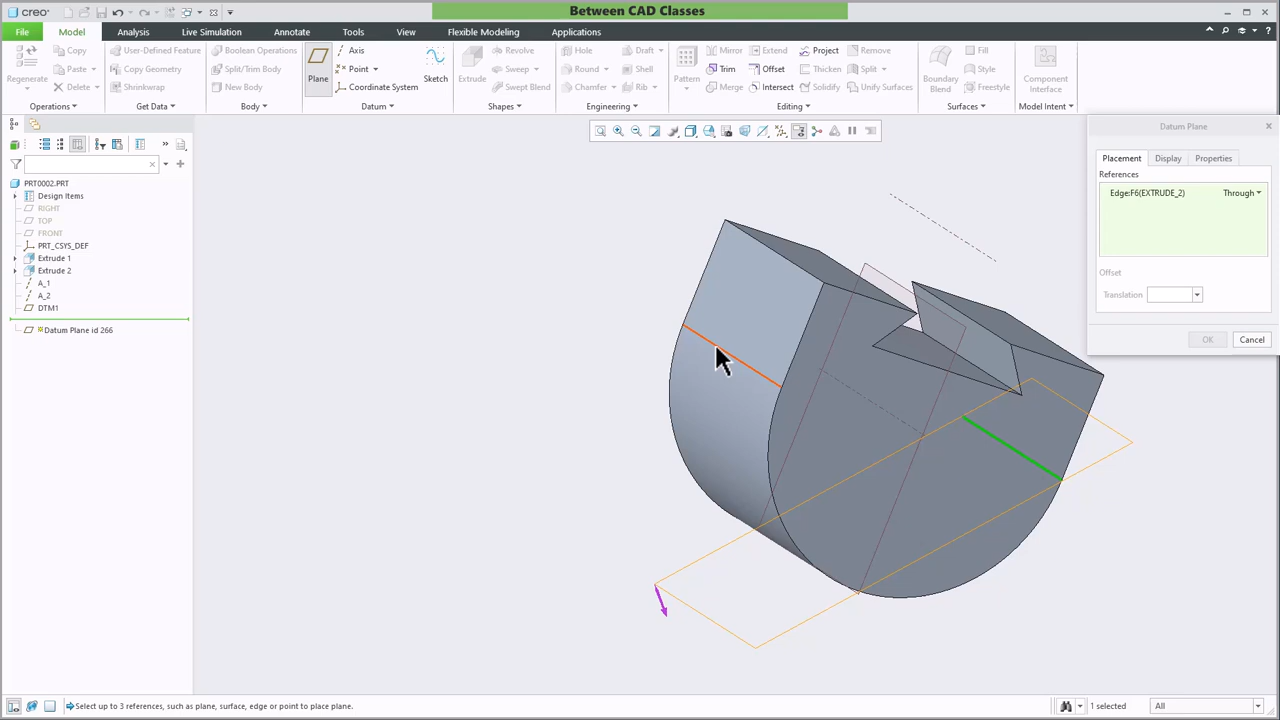 creo
Between CAD Classes
File Model Analysis Live Simulation Annotate Tools View Flexible Modeling Applications
Regenerate
Copy
Paste
Delete
User-Defined Feature
Copy Geometry
Shrinkwrap
Boolean Operations
Split/Trim Body
New Body
Plane
Axis
Point
Coordinate System
Sketch
Extrude
Revolve
Sweep
Swept Blend
Hole
Round
Chamfer
Draft
Shell
Rib
Pattern
Mirror
Trim
Merge
Extend
Offset
Intersect
Project
Thicken
Solidify
Remove
Split
Unify Surfaces
Boundary Blend
Fill
Style
Freestyle
Component Interface
Operations Get Data Body Datum Shapes Engineering Editing Surfaces Model Intent
PRT0002.PRT
Design Items
RIGHT
TOP
FRONT
PRT_CSYS_DEF
Extrude 1
Extrude 2
A_1
A_2
DTM1
Datum Plane id 266
Datum Plane
Placement Display Properties
References
Edge:F6(EXTRUDE_2) Through
Offset
Translation
OK Cancel
Select up to 3 references, such as plane, surface, edge or point to place plane.
1 selected
All